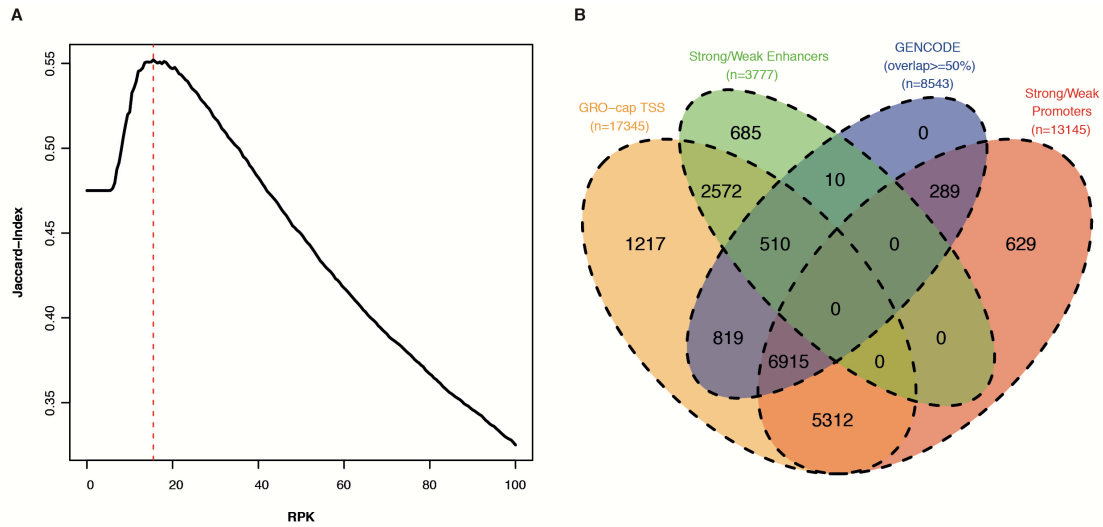 A
B
0.55
0.50
0.45
0.40
0.35
Jaccard-Index
0
20
40
60
80
100
RPK
GRO-cap TSS
(n=17345)
Strong/Weak Enhancers
(n=3777)
GENCODE
(overlap>=50%)
(n=8543)
Strong/Weak
Promoters
(n=13145)
685
0
2572
10
289
1217
510
0
629
0
819
0
6915
0
5312